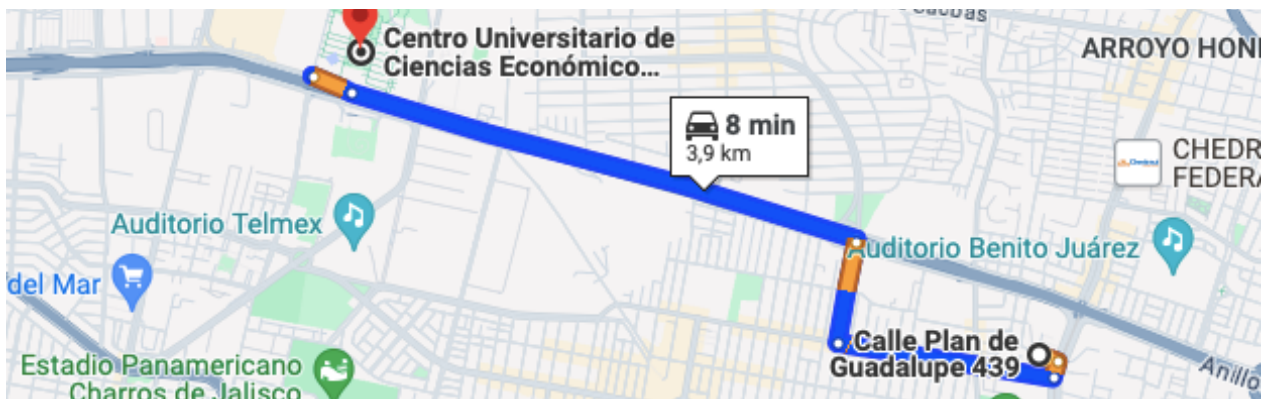 Centro Universitario de
Ciencias Económico...
ARROYO HON
8 min
3,9 km
CHEDR
FEDERA
Auditorio Telmex
Auditorio Benito Juárez
del Mar
Calle Plan de
Guadalupe 439
Estadio Panamericano
Charros de Jalisco
Anillo